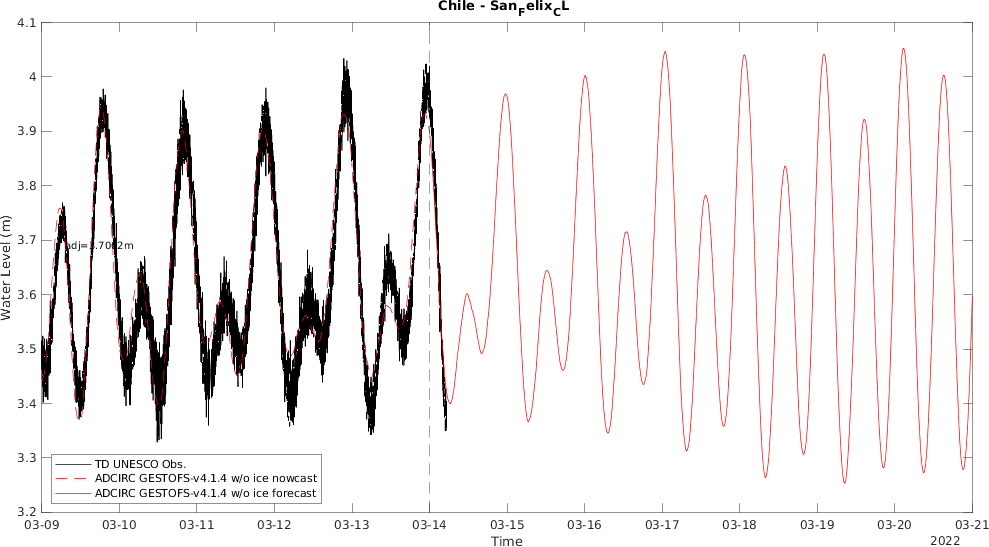 Chile - SanFelixCL
4.1
4
3.9
3.8
3.7
3.6
3.5
3.4
3.3
3.2
Water Level (m)
adj=3.7002m
TD UNESCO Obs.
ADCIRC GESTOFS-v4.1.4 w/o ice nowcast
ADCIRC GESTOFS-v4.1.4 w/o ice forecast
03-09 03-10 03-11 03-12 03-13 03-14 03-15 03-16 03-17 03-18 03-19 03-20 03-21
Time
2022